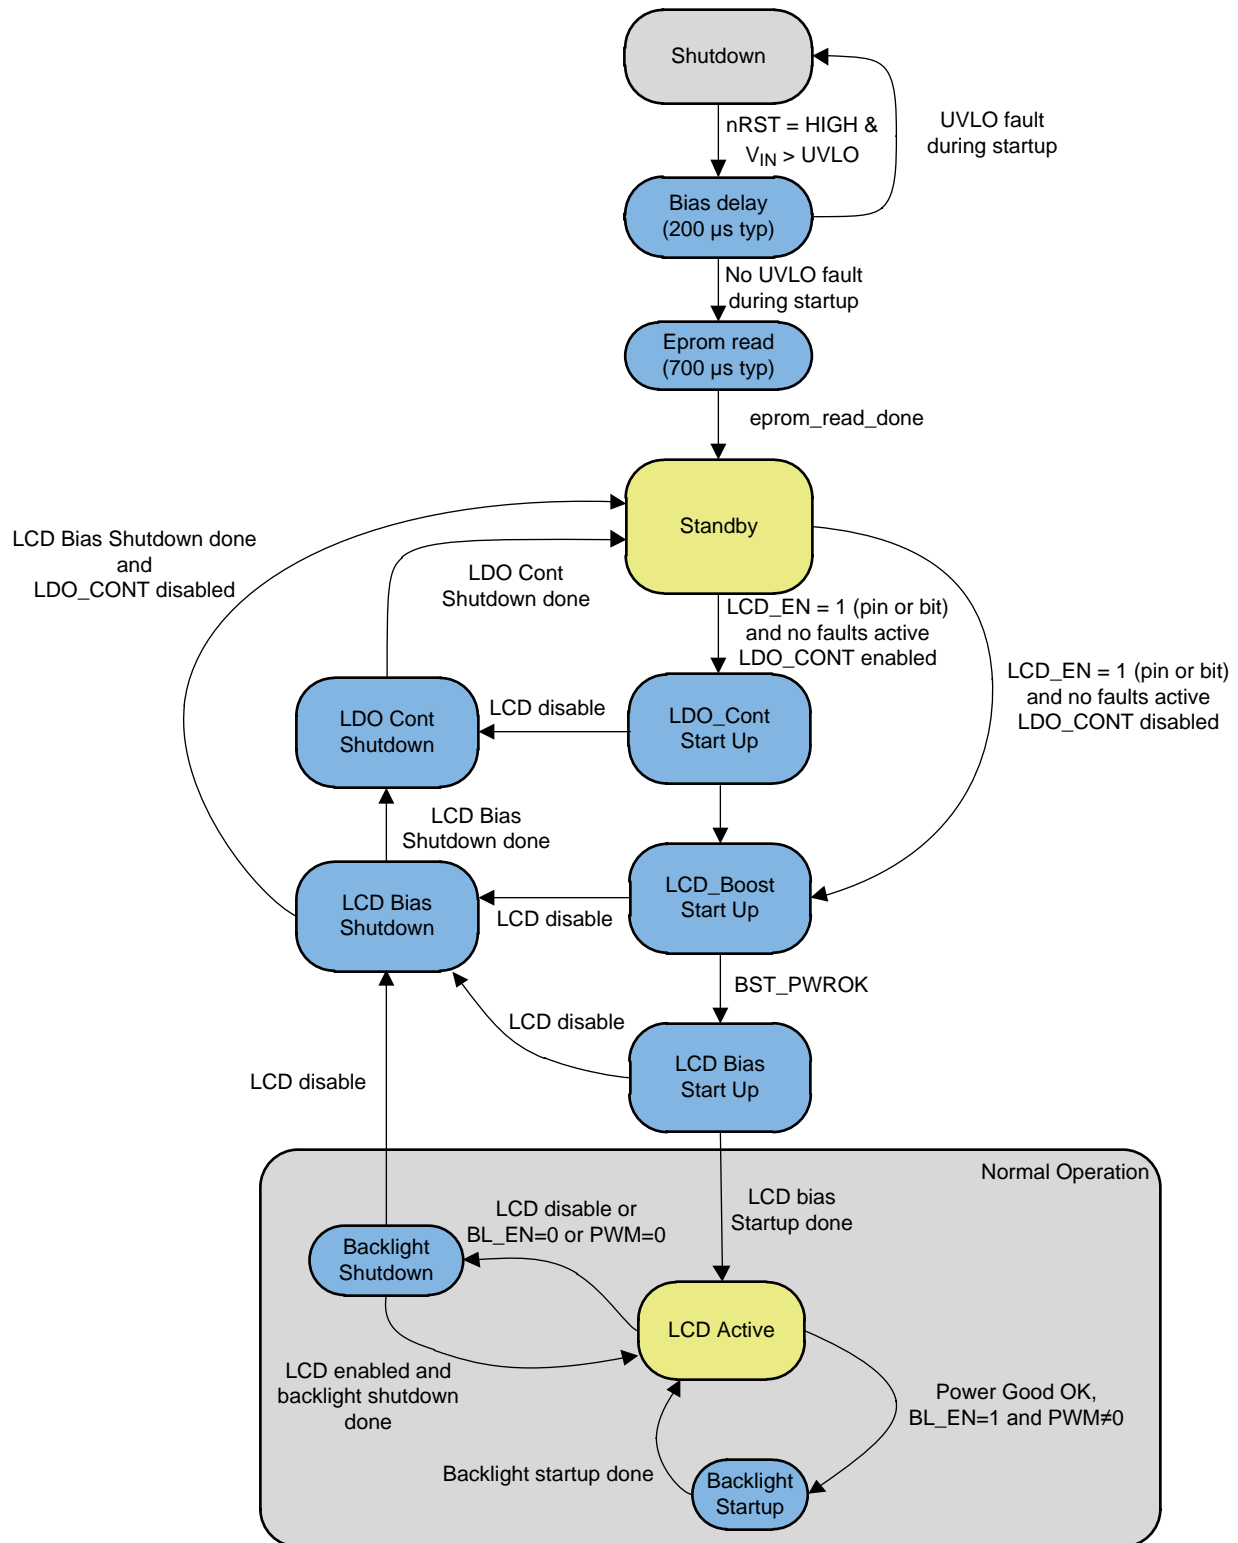 Shutdown
nRST = HIGH &
VIN > UVLO
UVLO fault
during startup
Bias delay
(200 µs typ)
No UVLO fault
during startup
Eprom read
(700 µs typ)
eprom_read_done
Standby
LCD Bias Shutdown done
and
LDO_CONT disabled
LDO Cont
Shutdown done
LCD_EN = 1 (pin or bit)
and no faults active
LDO_CONT enabled
LCD_EN = 1 (pin or bit)
and no faults active
LDO_CONT disabled
LDO Cont
Shutdown
LCD disable
LDO_Cont
Start Up
LCD Bias
Shutdown done
LCD Bias
Shutdown
LCD disable
LCD_Boost
Start Up
BST_PWROK
LCD disable
LCD Bias
Start Up
LCD disable
Normal Operation
LCD bias
Startup done
LCD disable or
BL_EN=0 or PWM=0
Backlight
Shutdown
LCD Active
LCD enabled and
backlight shutdown
done
Power Good OK,
BL_EN=1 and PWM≠0
Backlight startup done
Backlight
Startup